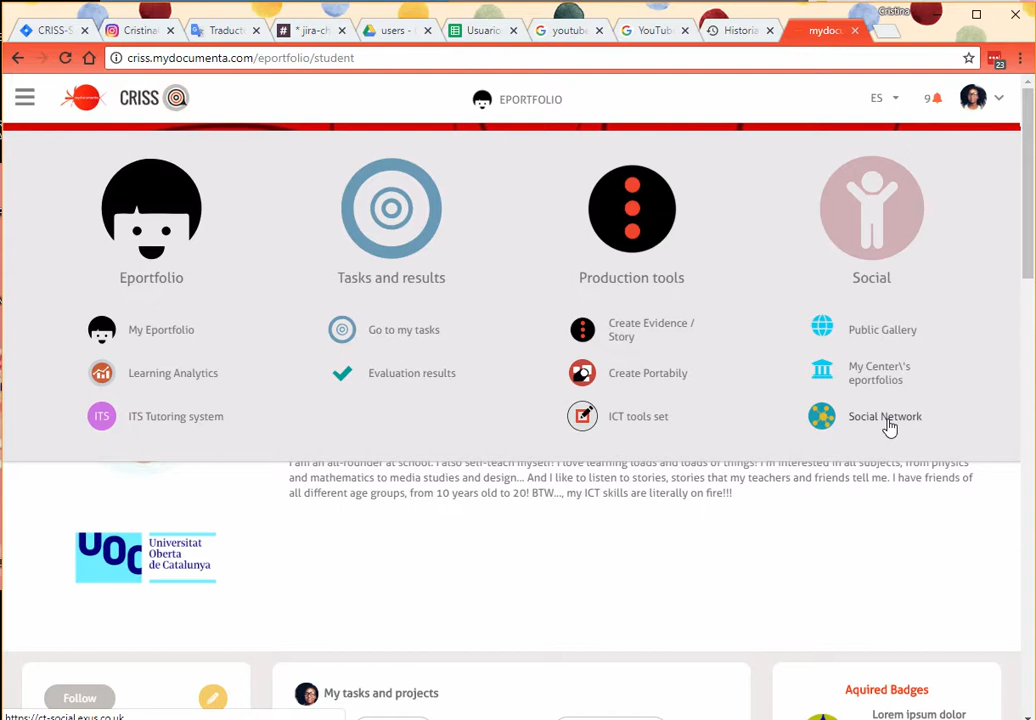 Cristina
CRISS-S
Cristina
Traducto
* jira-ch
users -
Usuario
youtube
YouTube
Historia
mydocu
criss.mydocumenta.com/eportfolio/student
23
CRISS
EPORTFOLIO
ES
9
Eportfolio
Tasks and results
Production tools
Social
My Eportfolio
Go to my tasks
Create Evidence /
Story
Public Gallery
Learning Analytics
Evaluation results
Create Portabily
My Center\'s
eportfolios
ITS
ITS Tutoring system
ICT tools set
Social Network
I am an all-rounder at school. I also self-teach myself! I love learning loads and loads of things! I'm interested in all subjects, from physics
and mathematics to media studies and design... And I like to listen to stories, stories that my teachers and friends tell me. I have friends of
all different age groups, from 10 years old to 20! BTW..., my ICT skills are literally on fire!!!
UOC
Universitat
Oberta
de Catalunya
Follow
My tasks and projects
Aquired Badges
Lorem ipsum dolor
https://ct-social.exus.co.uk